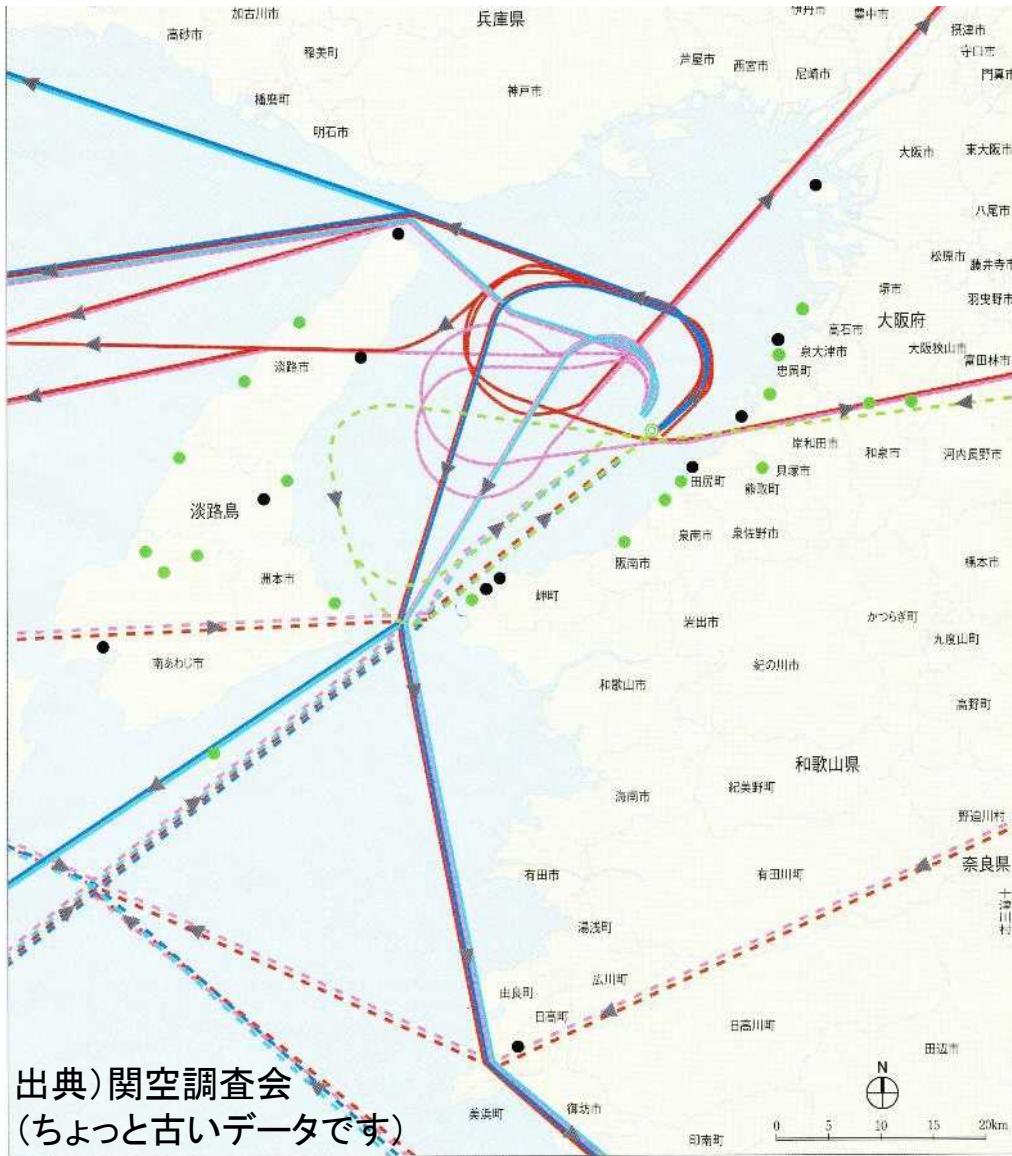 加古川市
兵庫県
伊丹市
豊中市
高砂市
稲美町
芦屋市
西宮市
尼崎市
摂津市
守口市
門真市
播磨町
神戸市
明石市
大阪市
東大阪市
八尾市
松原市
藤井寺市
堺市
羽曳野市
高石市
大阪府
泉大津市
大阪狭山市
忠岡町
富田林市
淡路市
岸和田市
和泉市
河内長野市
貝塚市
田尻町
熊取町
淡路島
泉南市
泉佐野市
阪南市
橋本市
洲本市
岬町
岩出市
かつらぎ町
九度山町
南あわじ市
紀の川市
和歌山市
高野町
和歌山県
紀美野町
海南市
野迫川村
有田市
有田川町
奈良県
十津川村
湯浅町
広川町
由良町
日高町
日高川町
田辺市
出典)関空調査会
(ちょっと古いデータです)
美浜町
御坊市
印南町
N
0 5 10 15 20km